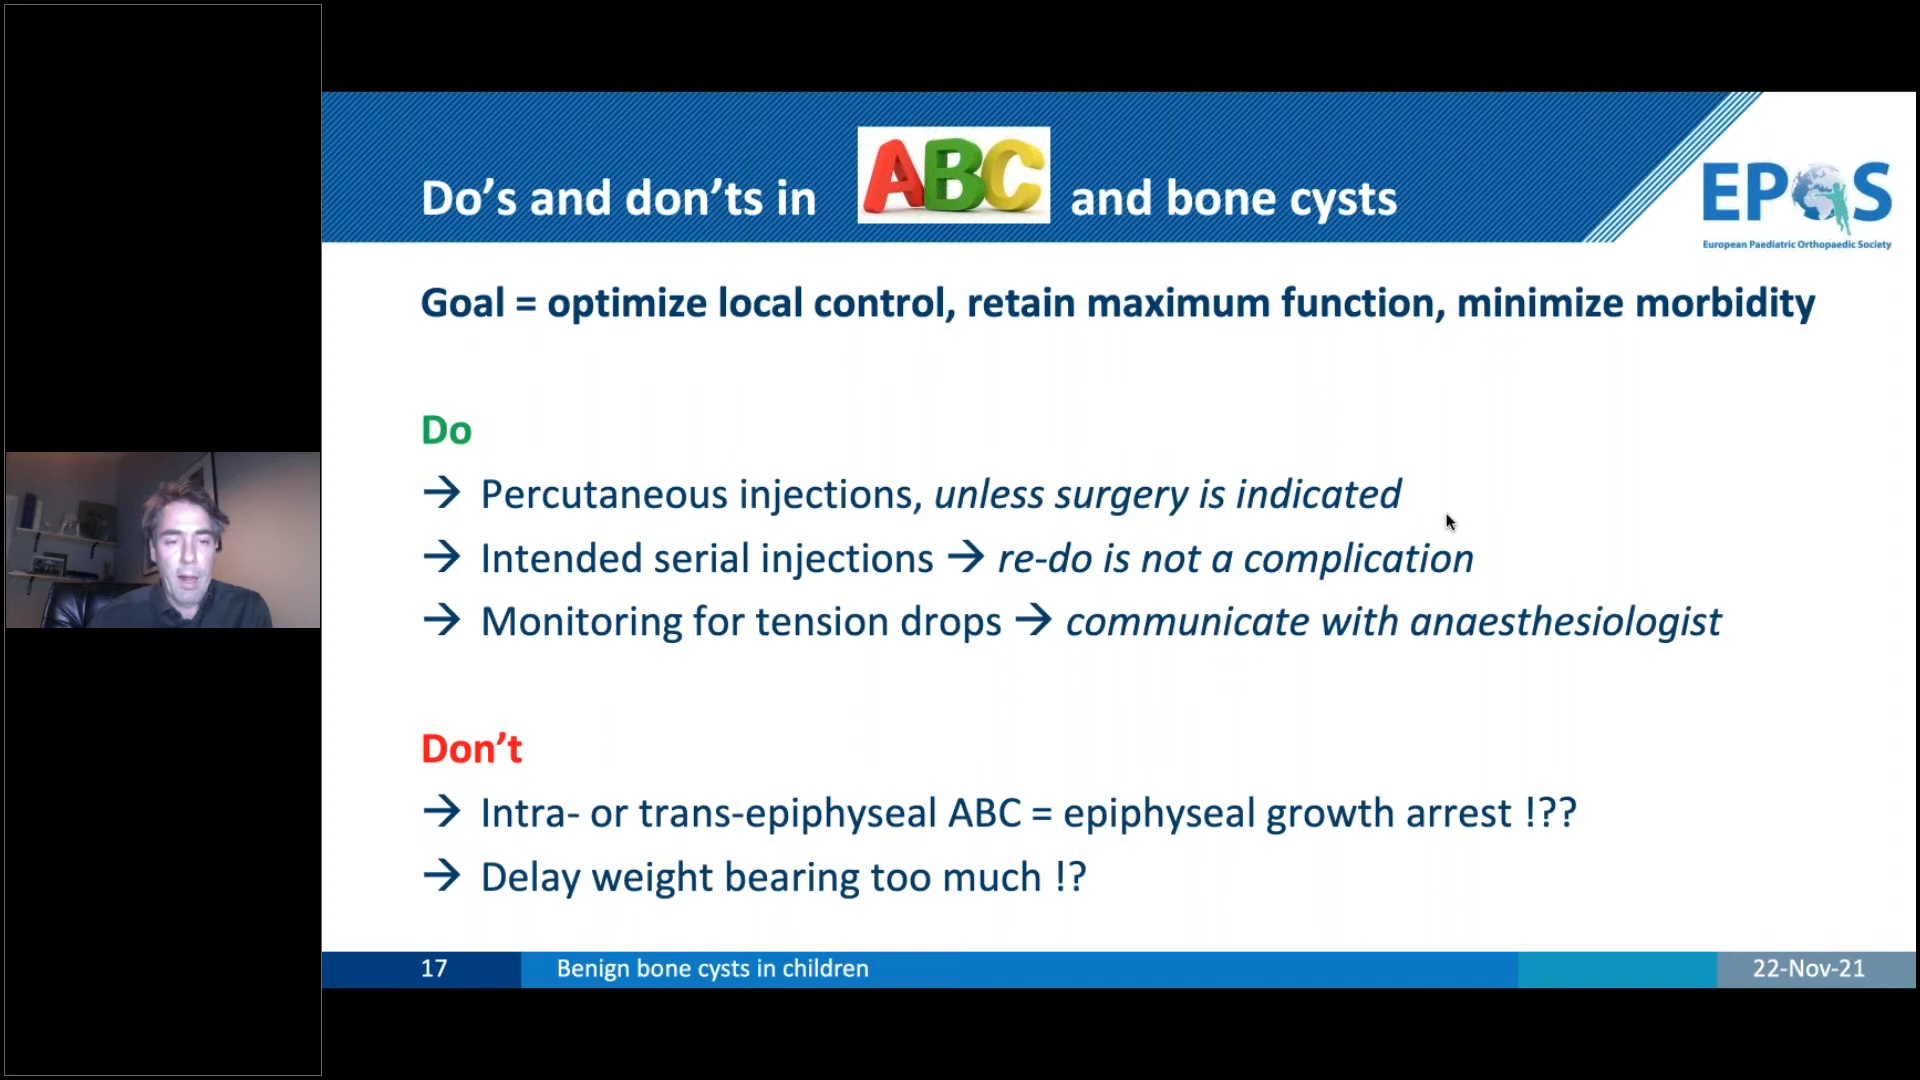 Do’s and don’ts in ABC and bone cysts
EPOS
European Paediatric Orthopaedic Society
Goal = optimize local control, retain maximum function, minimize morbidity
Do
→ Percutaneous injections, unless surgery is indicated
→ Intended serial injections → re-do is not a complication
→ Monitoring for tension drops → communicate with anaesthesiologist
Don’t
→ Intra- or trans-epiphyseal ABC = epiphyseal growth arrest !??
→ Delay weight bearing too much !?
17 Benign bone cysts in children 22-Nov-21